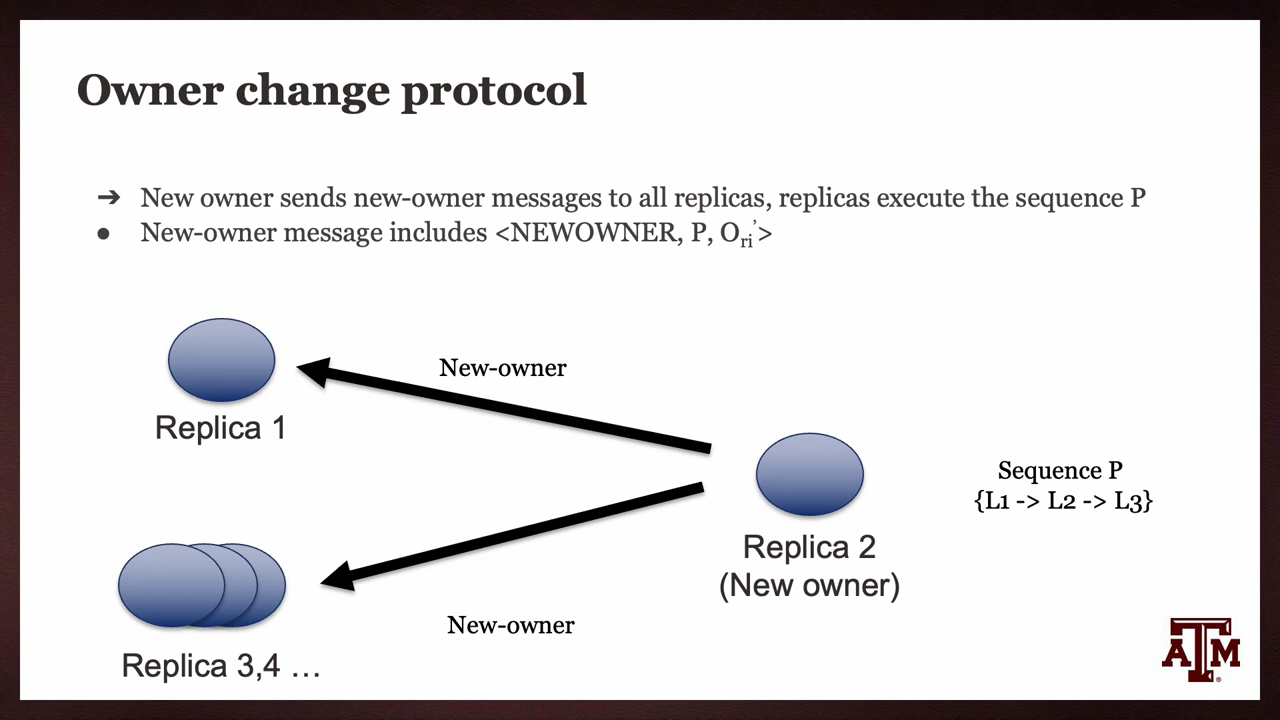 Owner change protocol
➔ New owner sends new-owner messages to all replicas, replicas execute the sequence P
● New-owner message includes <NEWOWNER, P, Ori’>
New-owner
Replica 1
Sequence P
{L1 -> L2 -> L3}
Replica 2
(New owner)
New-owner
Replica 3,4 …
ATM